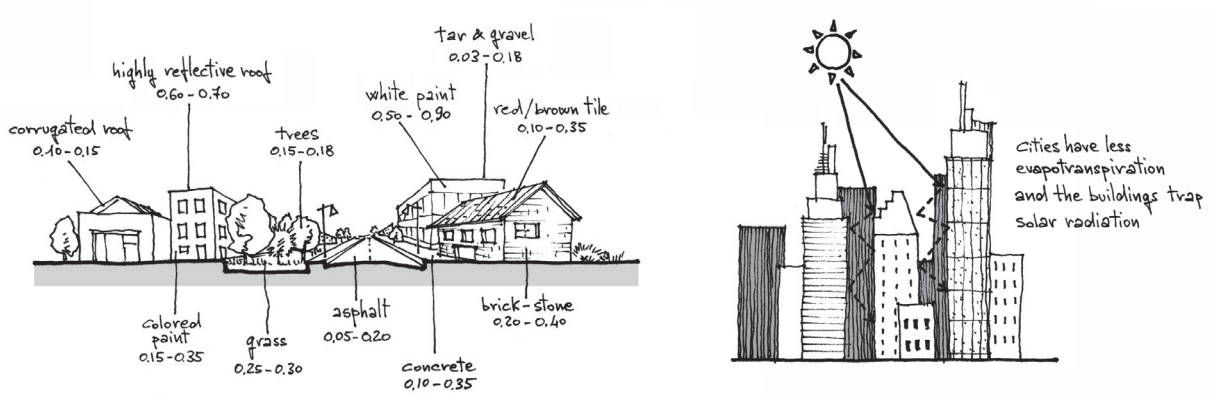 tar & gravel
0.03-0.18
highly reflective roof
0.60-0.70
white paint
0.50-0.90
red/brown tile
0.10-0.35
corrugated roof
0.10-0.15
trees
0.15-0.18
colored
paint
0.15-0.35
grass
0.25-0.30
asphalt
0.05-0.20
concrete
0.10-0.35
brick-stone
0.20-0.40
cities have less
evapotranspiration
and the buildings trap
solar radiation